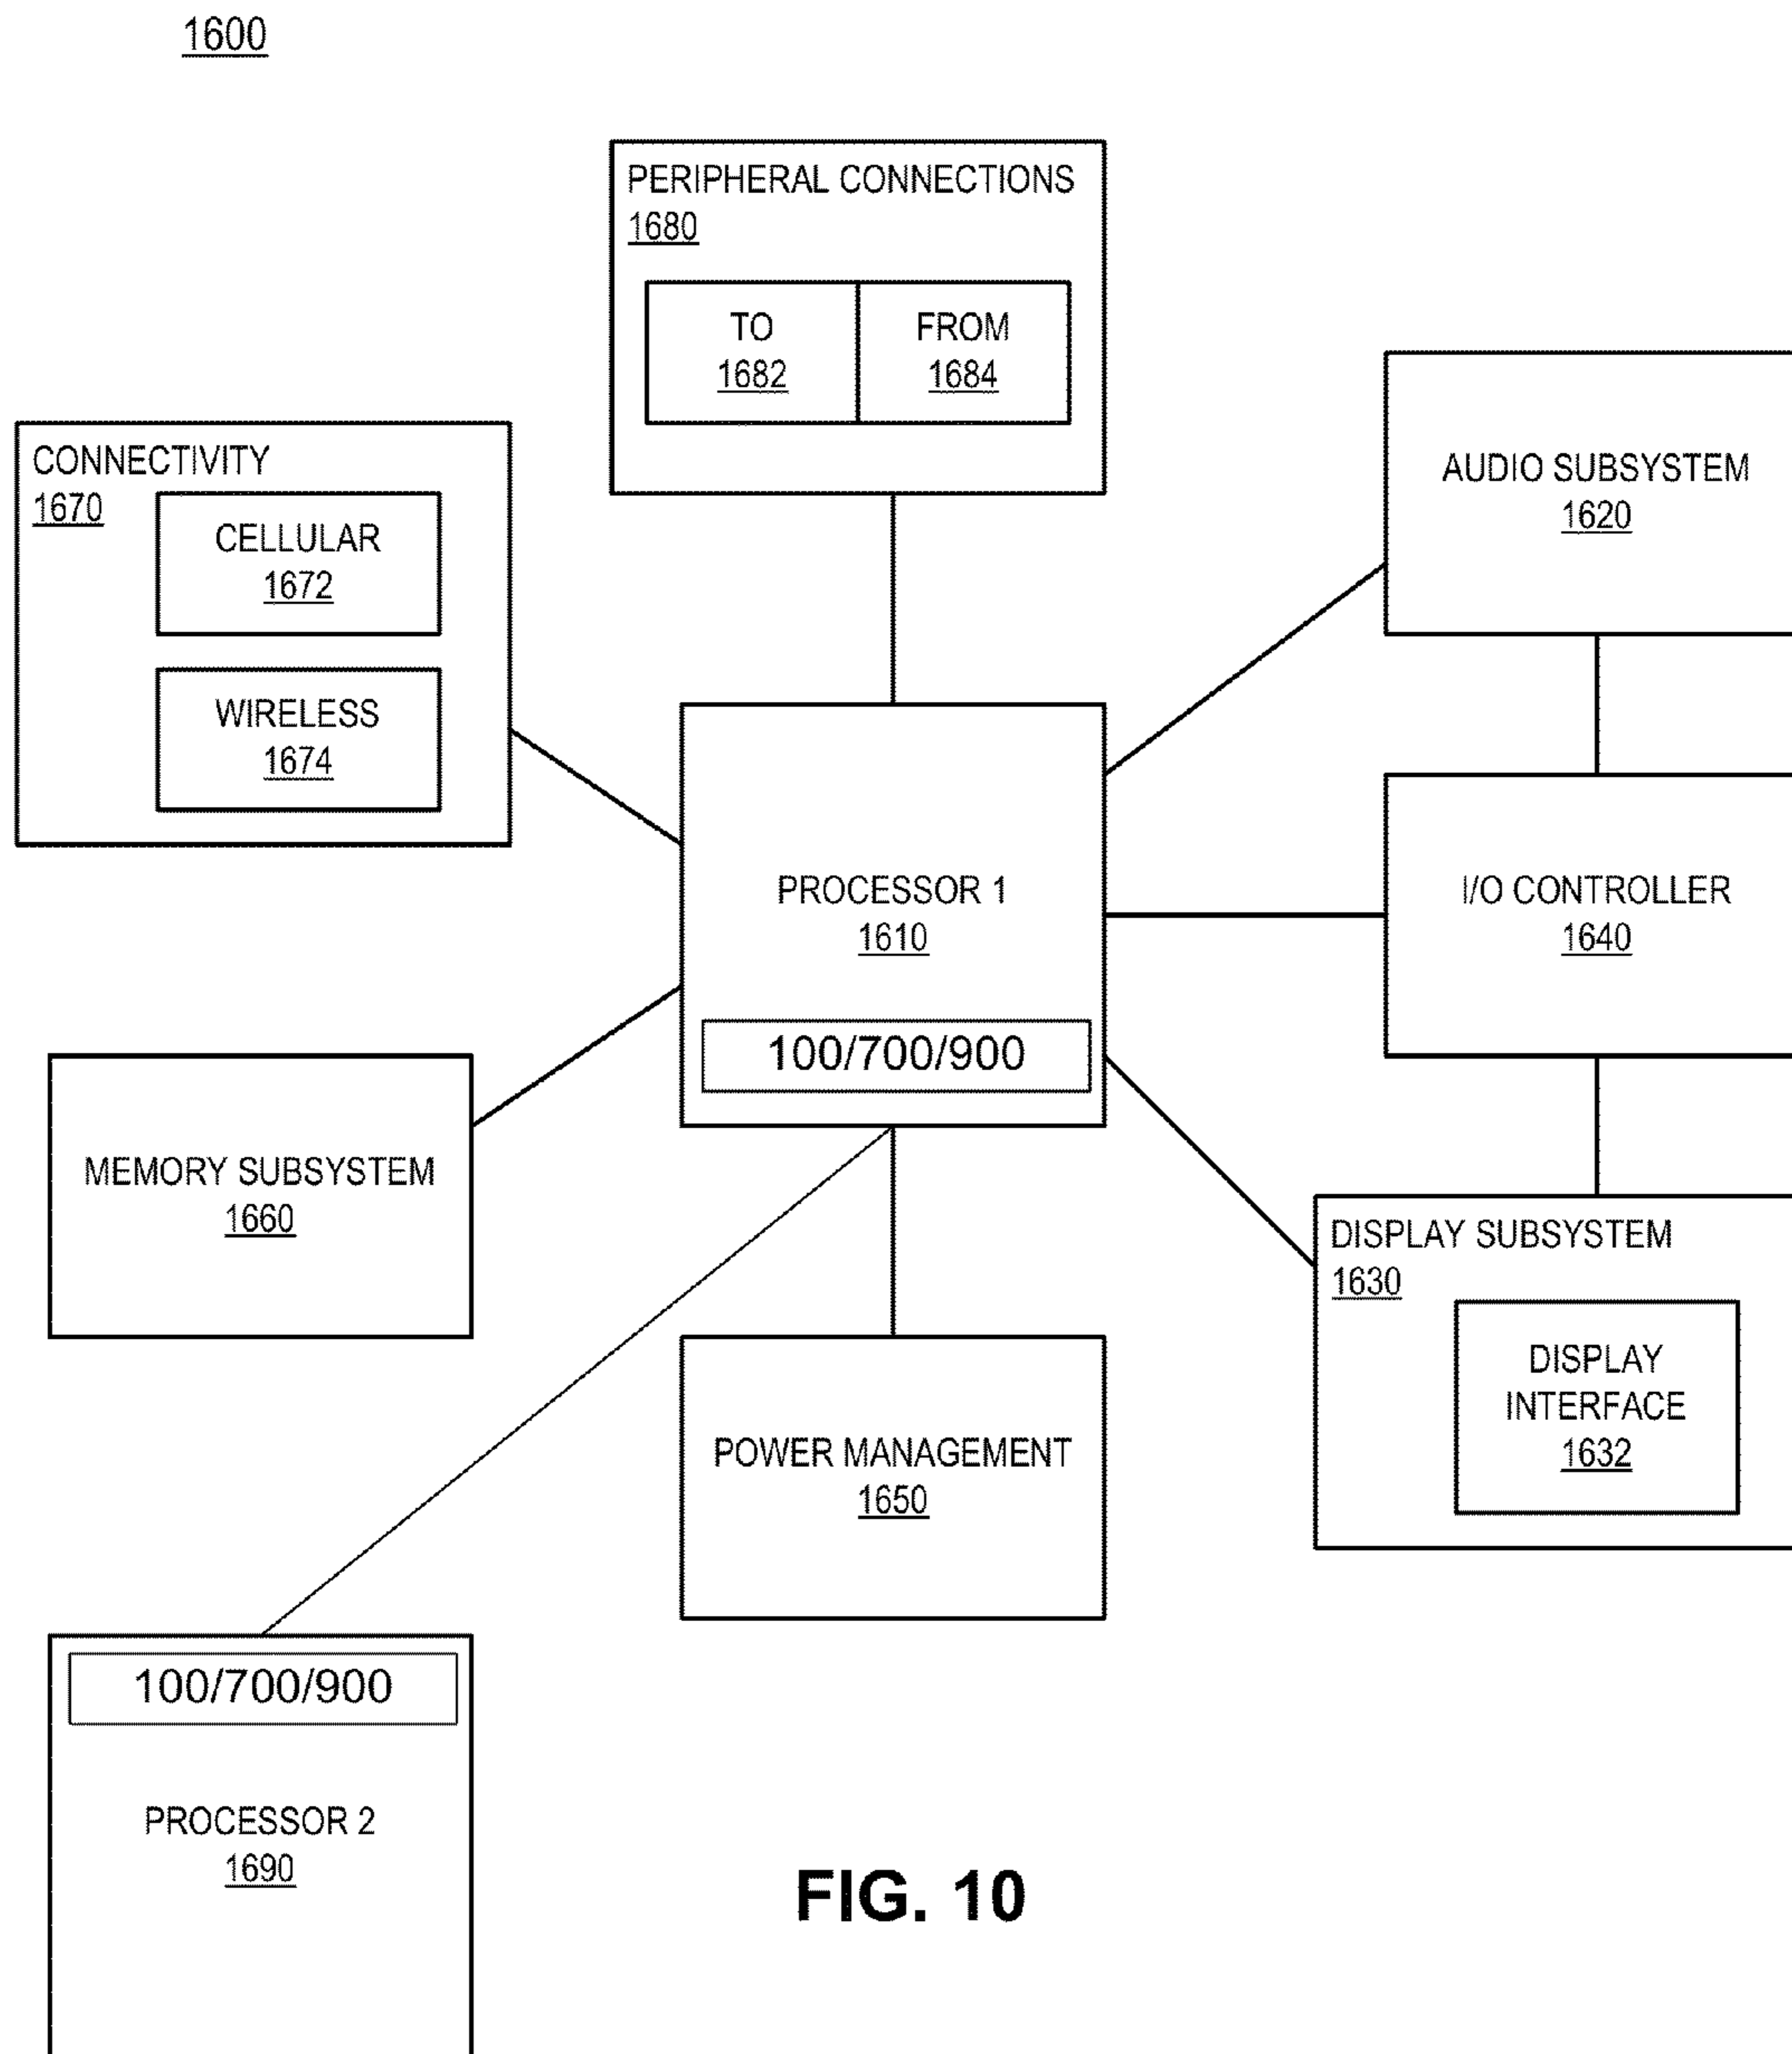 1600
PERIPHERAL CONNECTIONS
1680
TO
1682
FROM
1684
AUDIO SUBSYSTEM
1620
CONNECTIVITY
1670
CELLULAR
1672
WIRELESS
1674
PROCESSOR 1
1610
100/700/900
I/O CONTROLLER
1640
MEMORY SUBSYSTEM
1660
DISPLAY SUBSYSTEM
1630
DISPLAY
INTERFACE
1632
POWER MANAGEMENT
1650
100/700/900
PROCESSOR 2
1690
FIG. 10